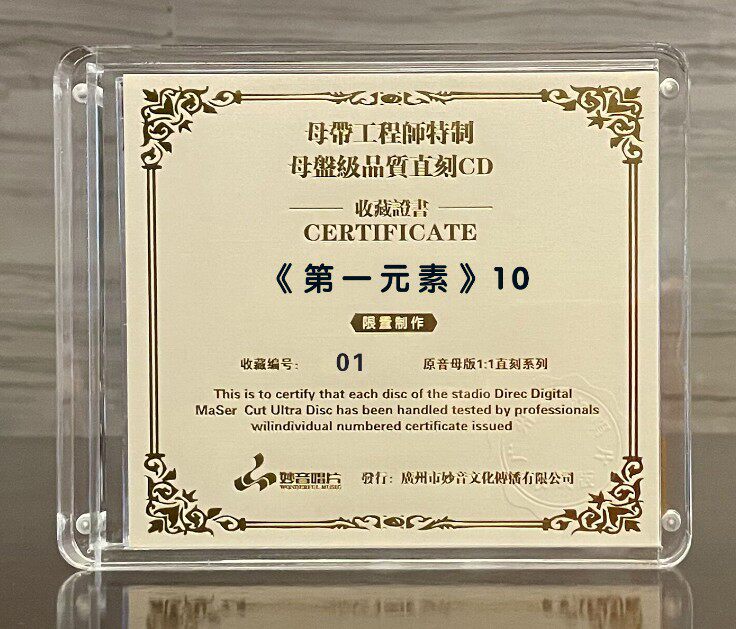 母帶工程師特制
母盤級品質直刻CD
收藏證書
CERTIFICATE
《第一元素》10
限量制作
收藏编号: 01 原音母版1:1直刻系列
This is to certify that each disc of the stadio Direc Digital
MaSer Cut Ultra Disc has been handled tested by professionals
wilindividual numbered certificate issued
妙音唱片 發行: 廣州市妙音文化傳播有限公司
WONDERFUL MUSIC